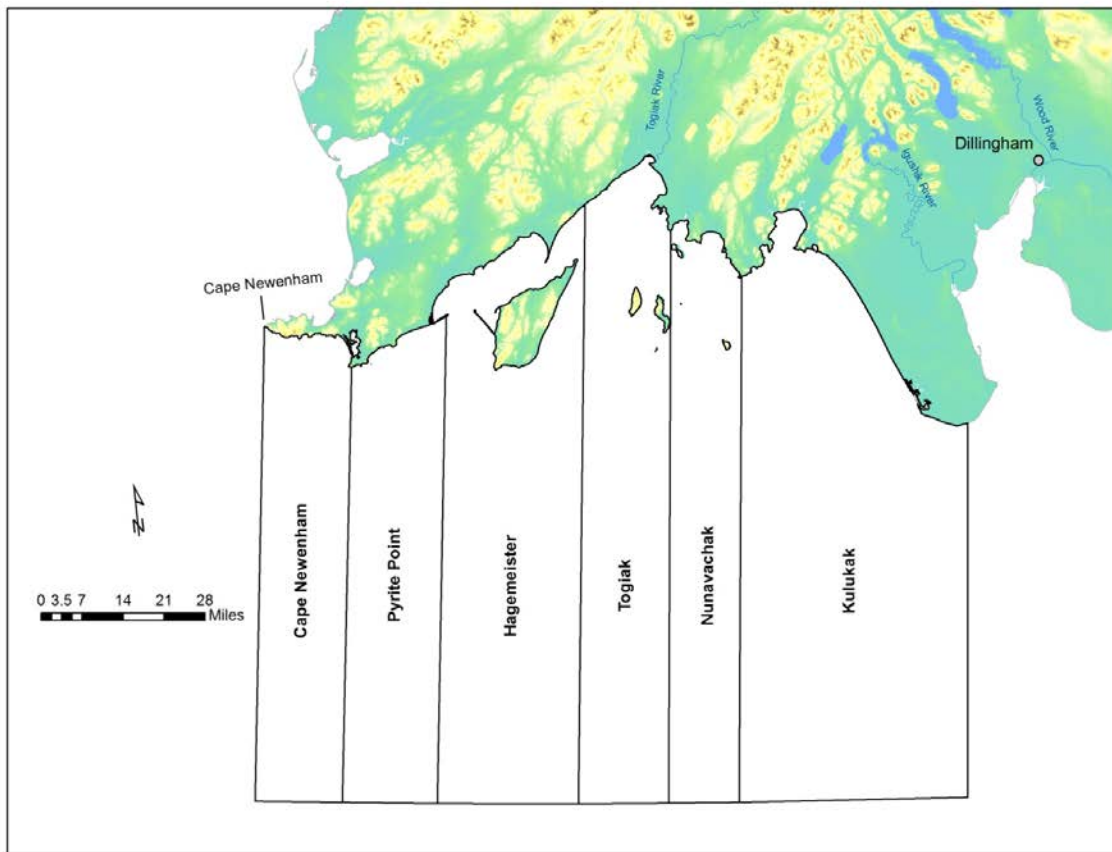 Togiak River
Wood River
Dillingham
Igushik River
Cape Newenham
N
0 3.5 7 14 21 28
Miles
Cape Newenham
Pyrite Point
Hagemeister
Togiak
Nunavachak
Kulukak